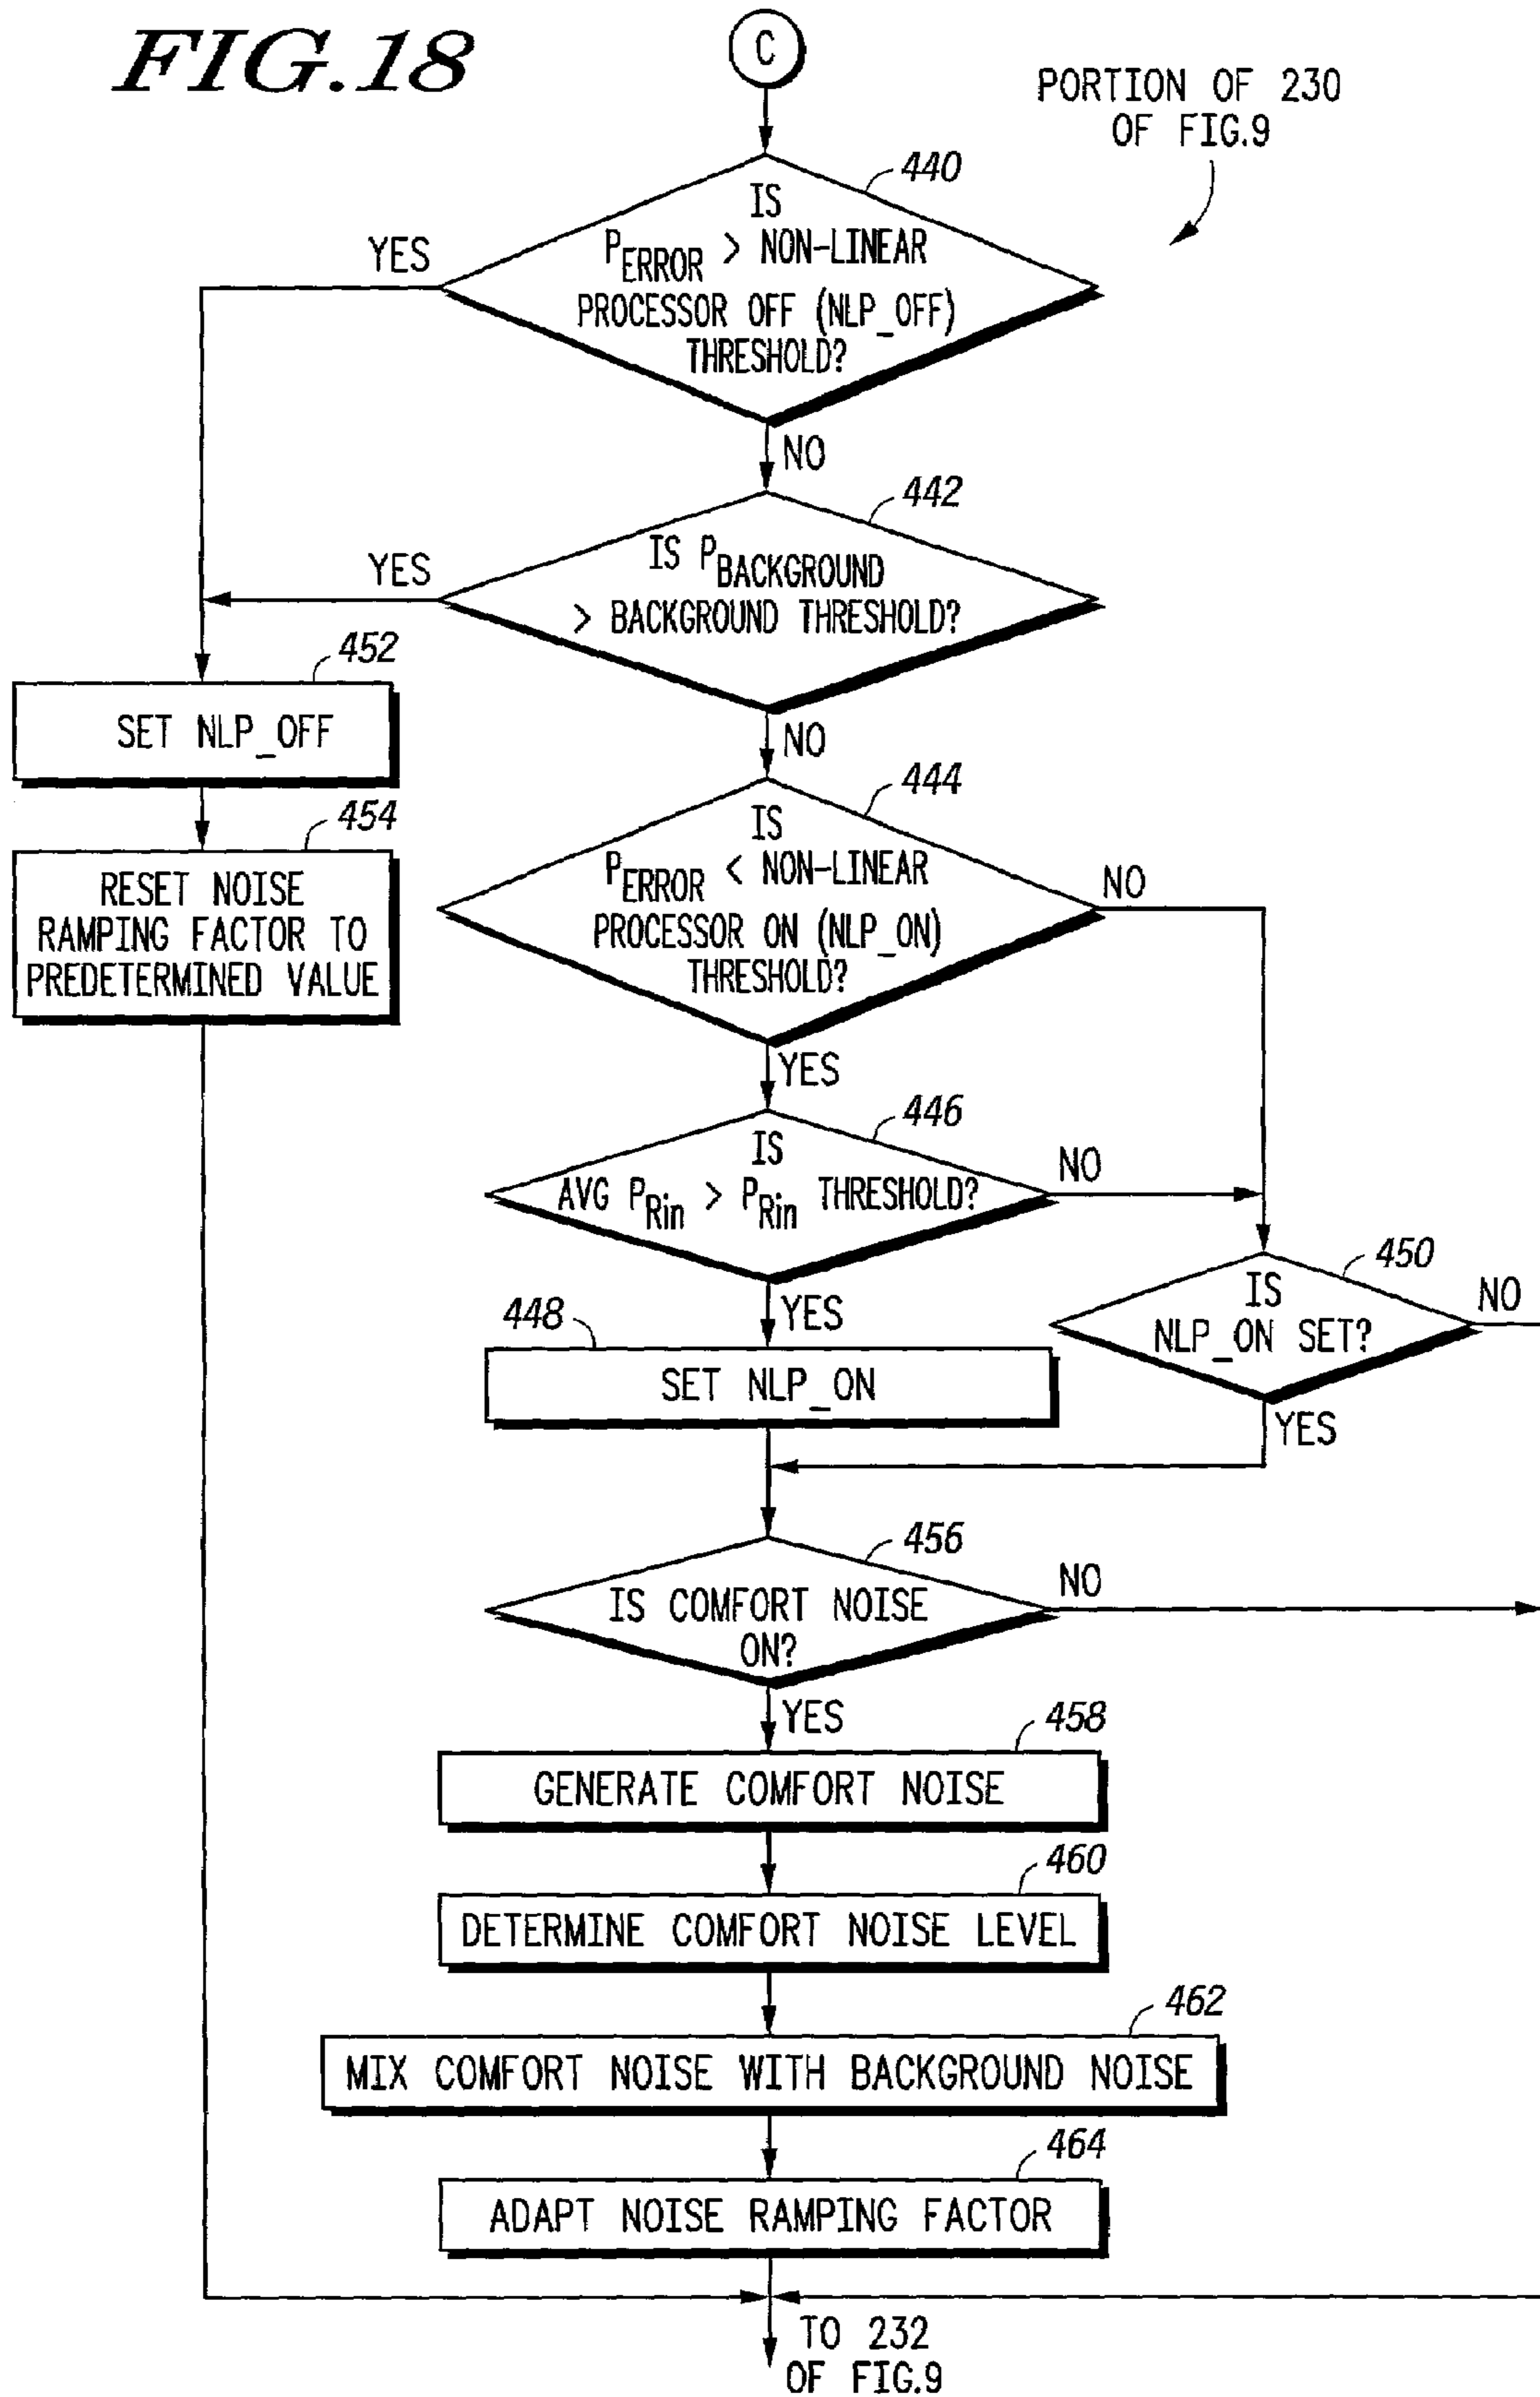 FIG.18
C
PORTION OF 230
OF FIG.9
440
IS
PERROR > NON-LINEAR
PROCESSOR OFF (NLP_OFF)
THRESHOLD?
YES
NO
442
IS PBACKGROUND
> BACKGROUND THRESHOLD?
YES
NO
452
SET NLP_OFF
454
RESET NOISE
RAMPING FACTOR TO
PREDETERMINED VALUE
444
IS
PERROR < NON-LINEAR
PROCESSOR ON (NLP_ON)
THRESHOLD?
NO
YES
446
IS
AVG PRin > PRin THRESHOLD?
NO
YES
450
IS
NLP_ON SET?
NO
YES
448
SET NLP_ON
456
IS COMFORT NOISE
ON?
NO
YES
458
GENERATE COMFORT NOISE
460
DETERMINE COMFORT NOISE LEVEL
462
MIX COMFORT NOISE WITH BACKGROUND NOISE
464
ADAPT NOISE RAMPING FACTOR
TO 232
OF FIG.9